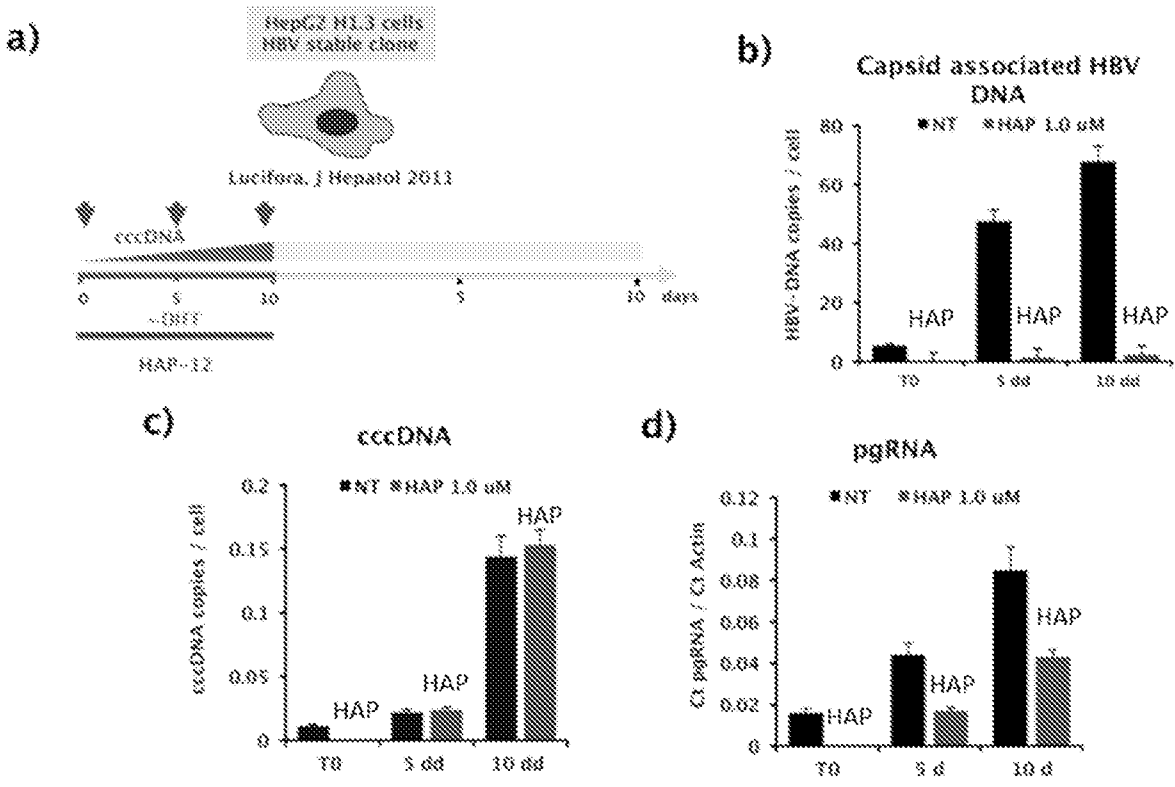 a)
HepG2 H1.3 cells
HBV stable clone
Lucifora, J Hepatol 2011
cccDNA
0 5 10 5 10 days
HAP-12
b)
Capsid associated HBV
DNA
NT HAP 1.0 uM
HBV-DNA copies / cell
80
60
40
20
0
HAP HAP HAP
T0 5 dd 10 dd
c)
cccDNA
NT HAP 1.0 uM
cccDNA copies / cell
0.2
0.15
0.1
0.05
0
HAP HAP HAP
T0 5 dd 10 dd
d)
pgRNA
NT HAP 1.0 uM
Ct pgRNA / Ct Actin
0.12
0.1
0.08
0.06
0.04
0.02
0
HAP HAP HAP
T0 5 d 10 d